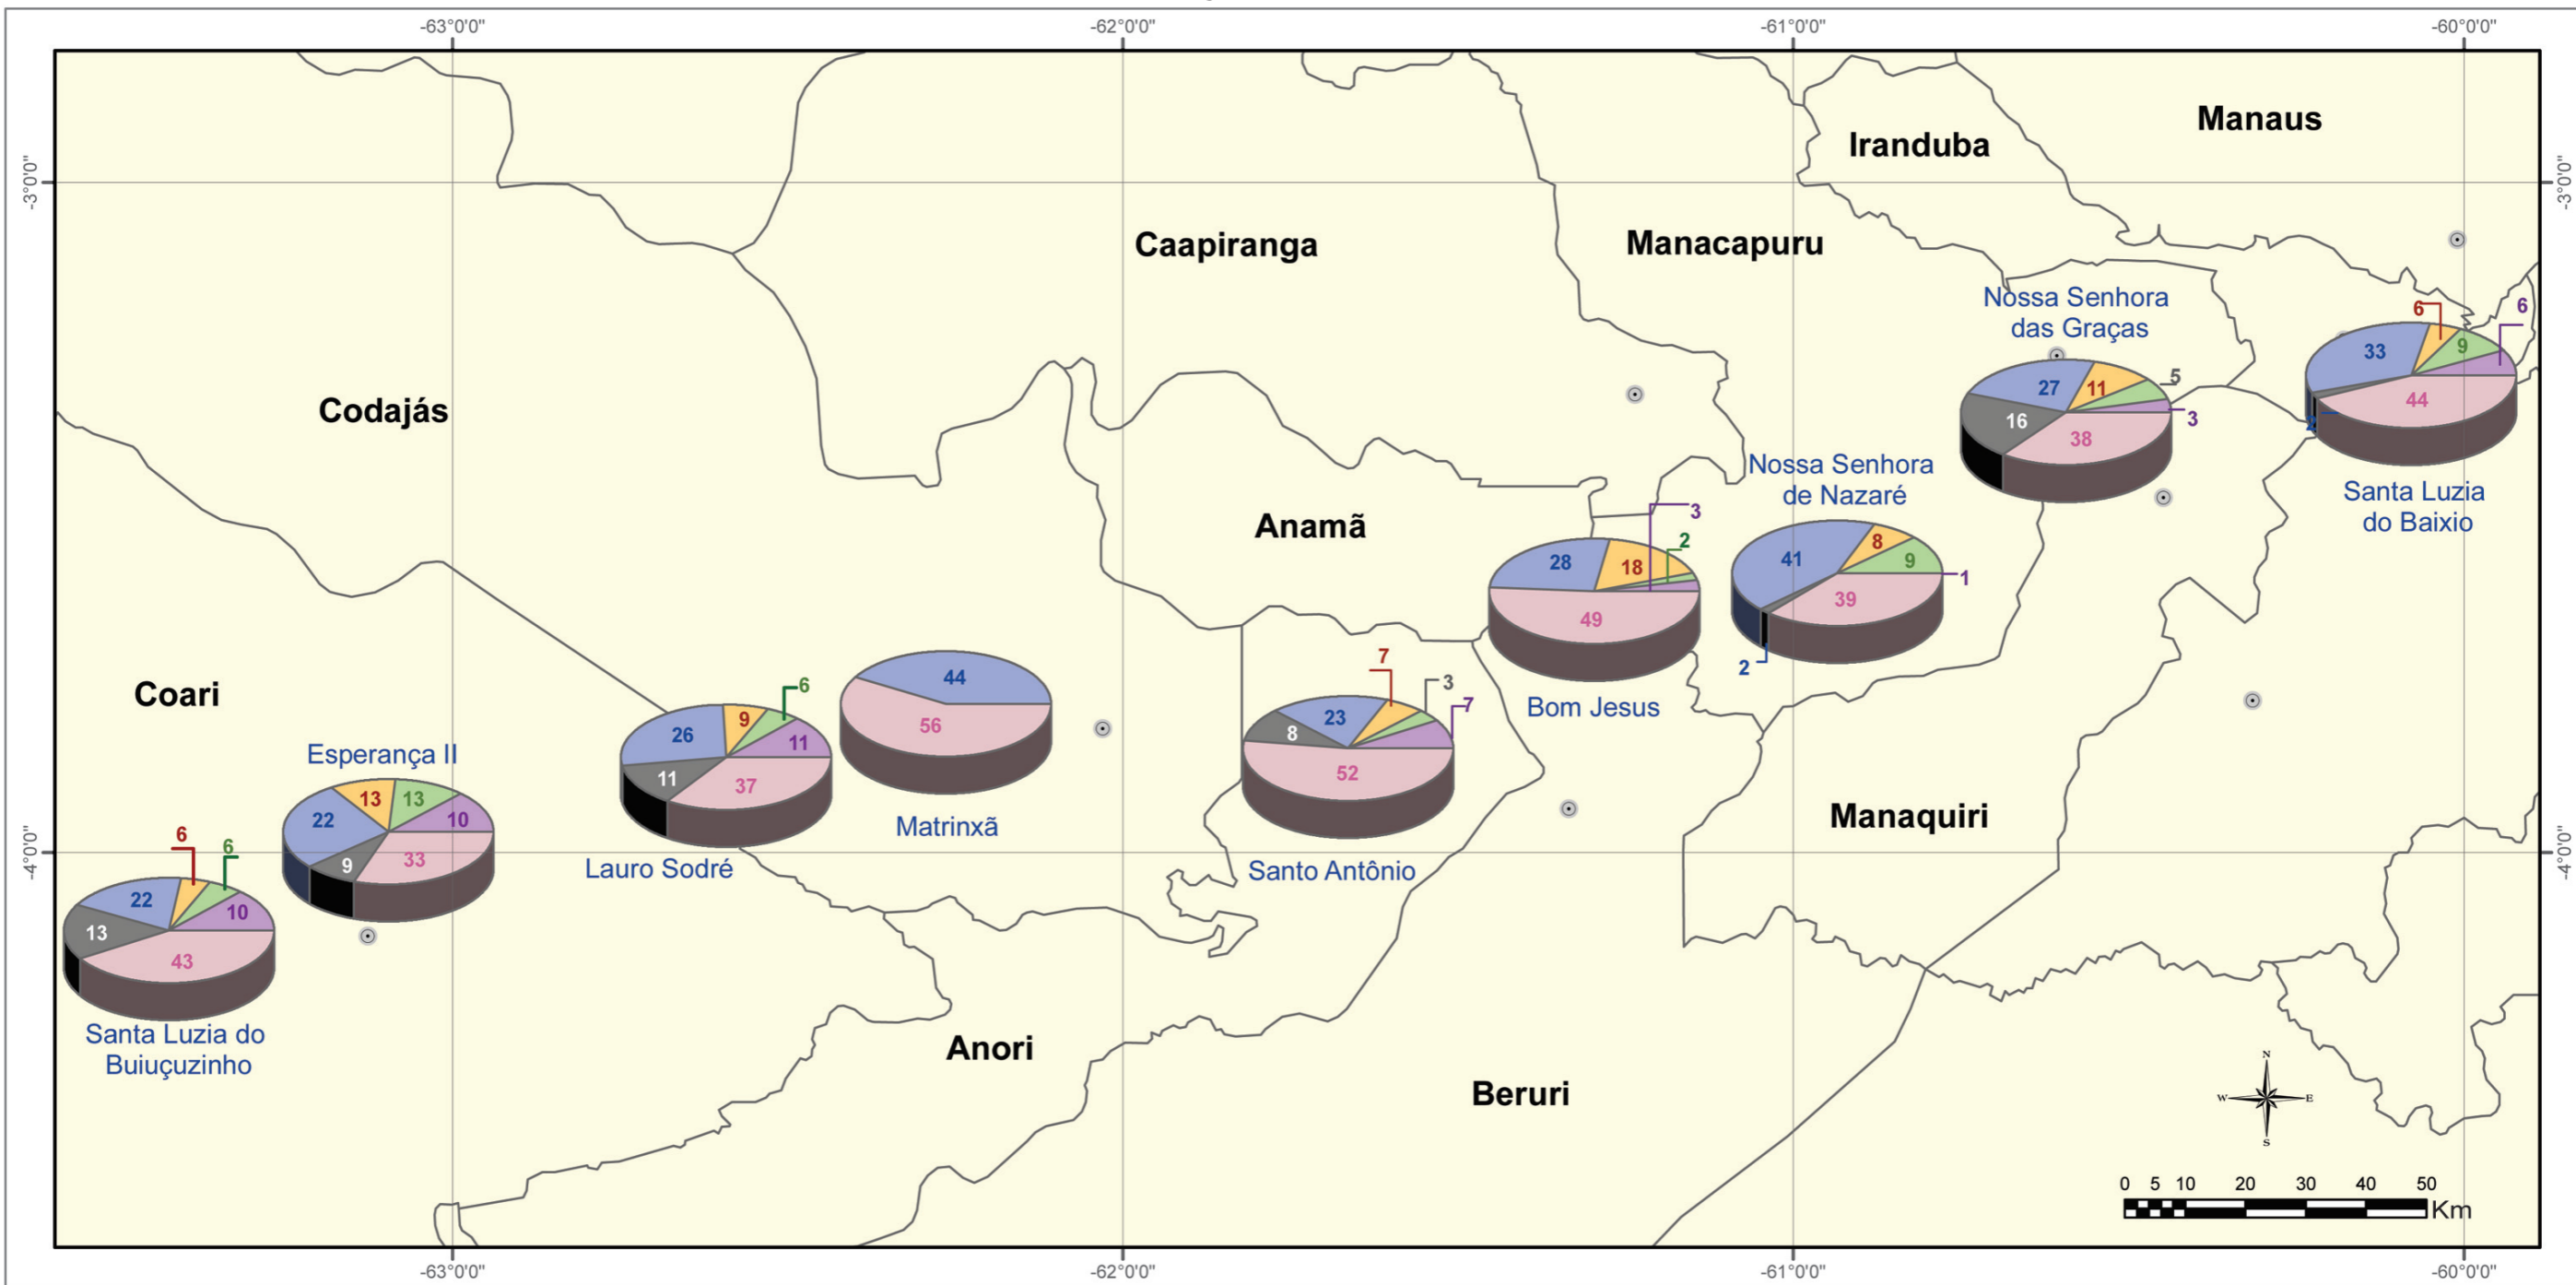 -63°0'0"
-62°0'0"
-61°0'0"
-60°0'0"
-3°0'0"
-3°0'0"
Manaus
Iranduba
Caapiranga
Manacapuru
Nossa Senhora
das Graças
27
11
5
3
16
38
6
6
33
9
44
2
Santa Luzia
do Baixio
Codajás
Nossa Senhora
de Nazaré
41
8
9
1
39
2
Anamã
3
2
28
18
49
Bom Jesus
Coari
Esperança II
13
13
22
10
9
33
6
26
9
11
11
37
Lauro Sodré
44
56
Matrinxã
7
3
7
23
8
52
Santo Antônio
Manaquiri
-4°0'0"
-4°0'0"
6
6
22
10
13
43
Santa Luzia do
Buiuçuzinho
Anori
Beruri
N
W
E
S
0 5 10 20 30 40 50
Km
-63°0'0"
-62°0'0"
-61°0'0"
-60°0'0"